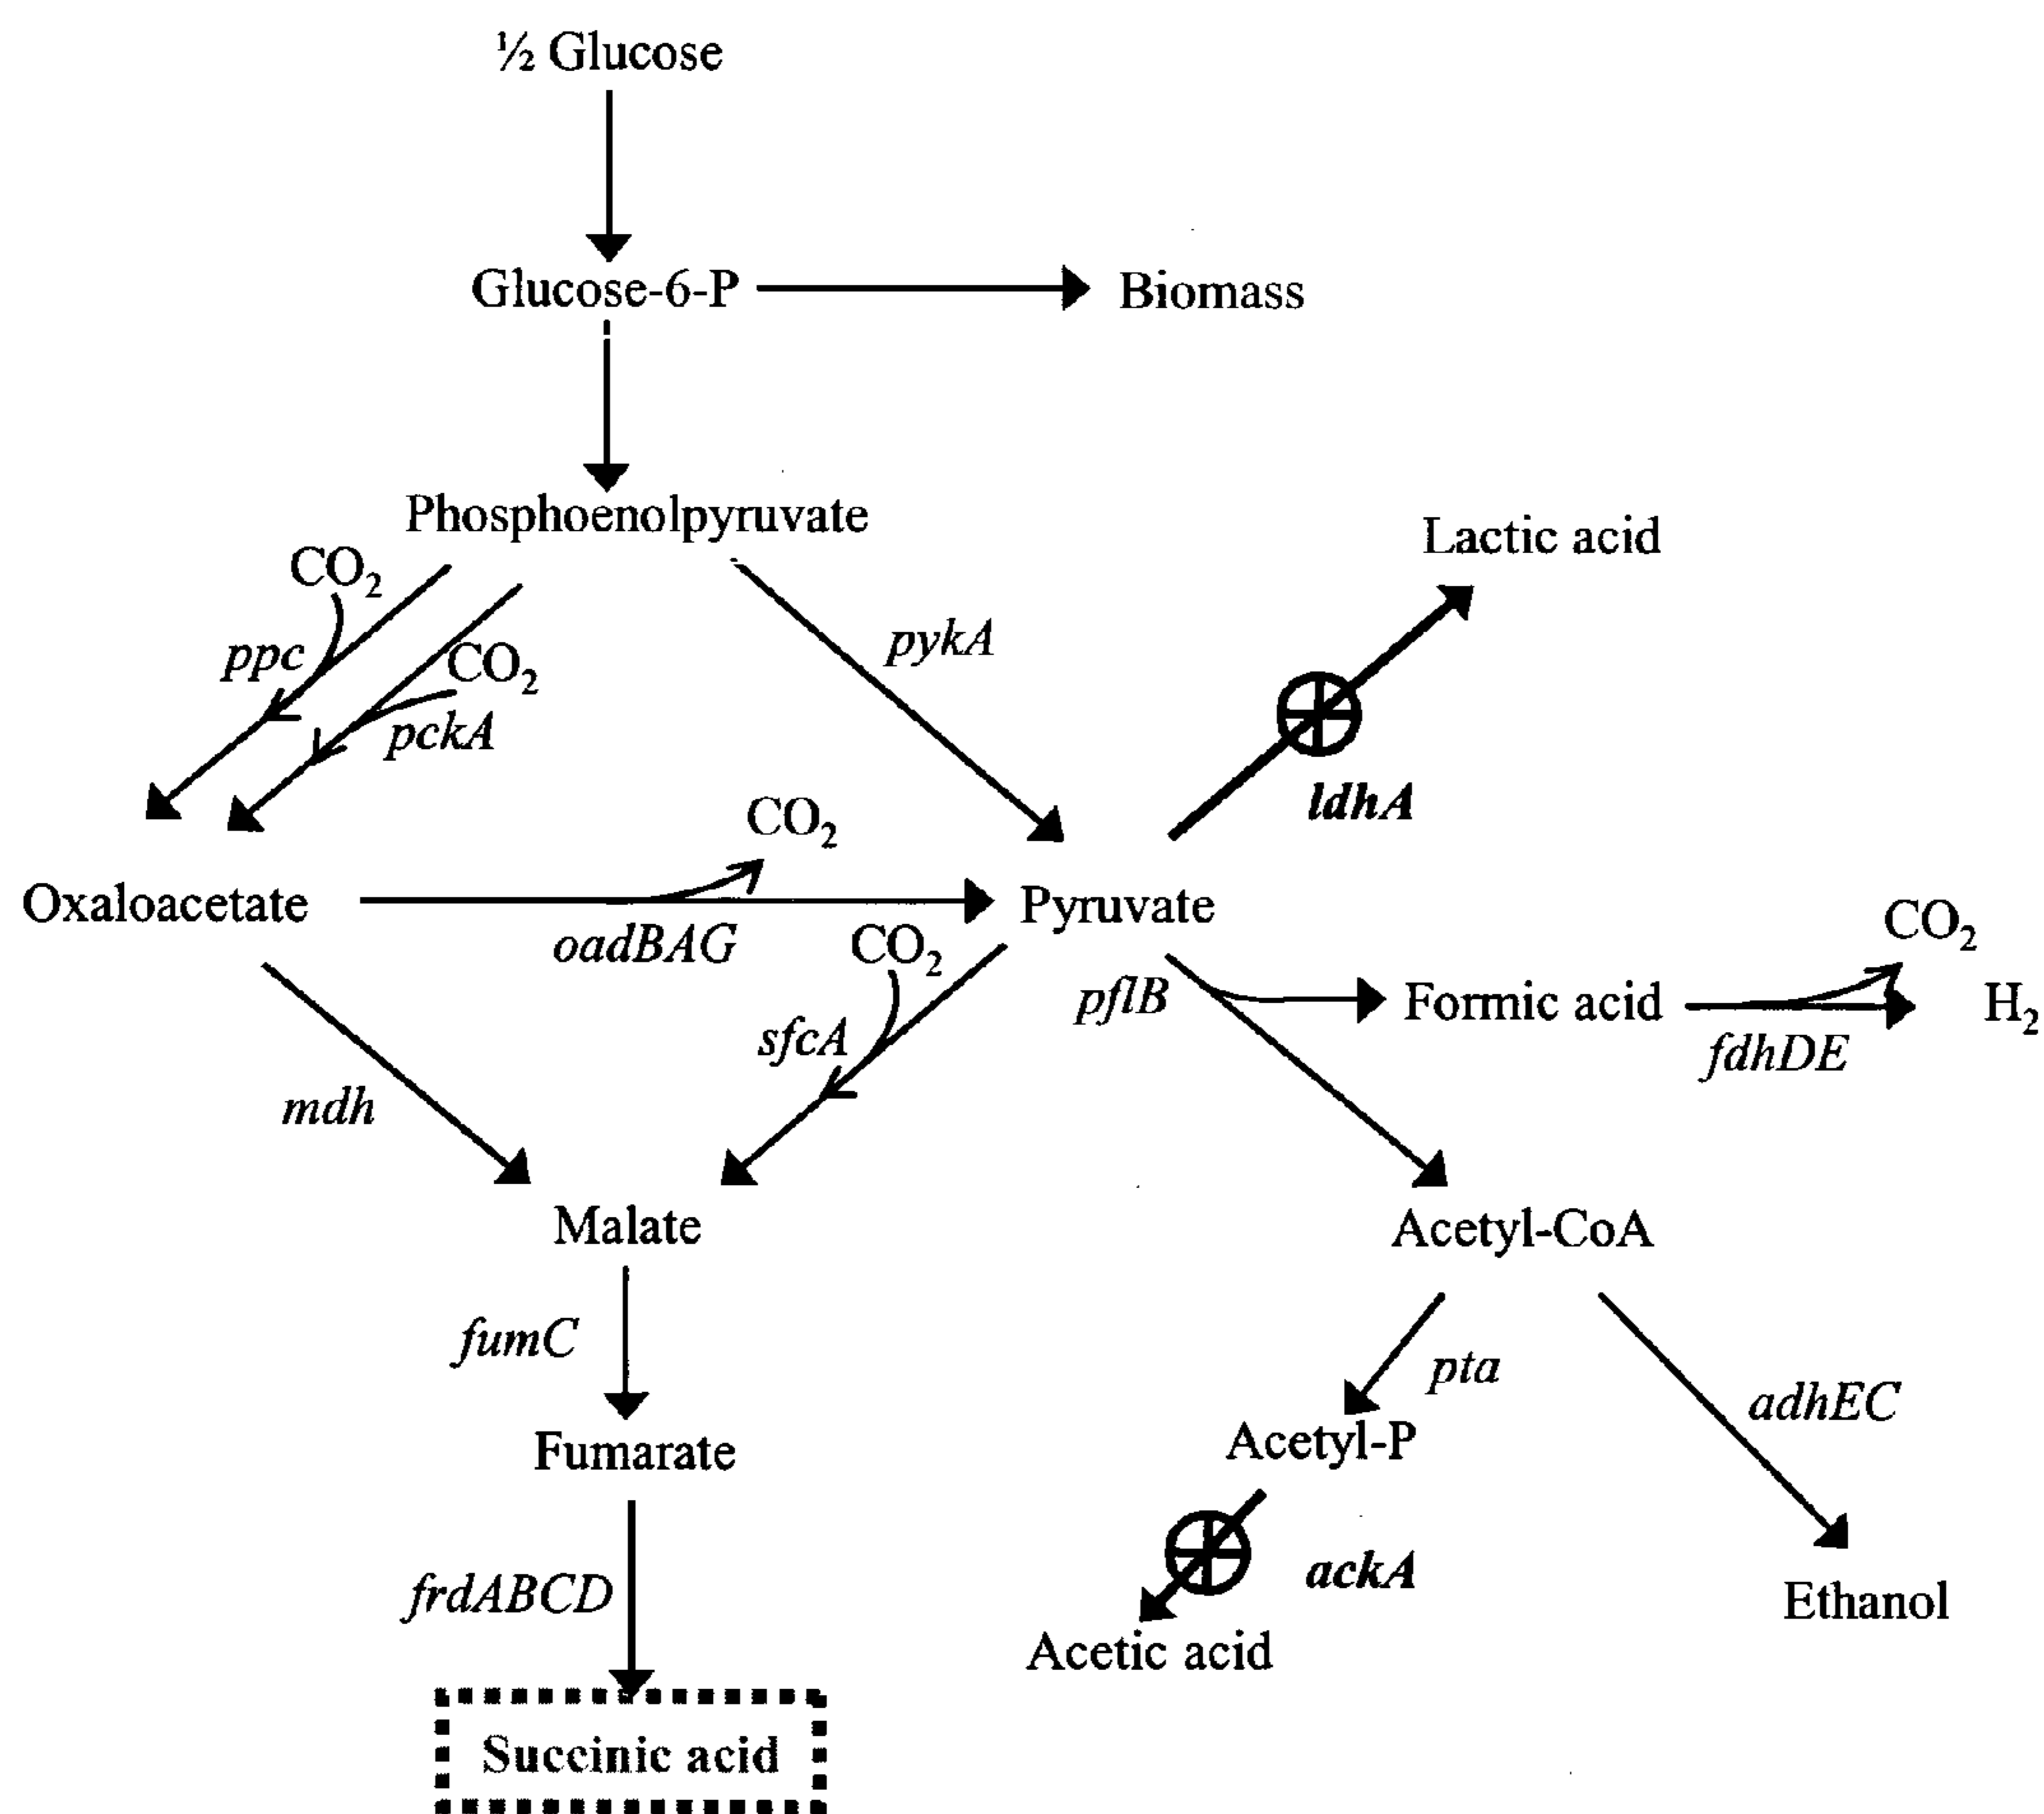 ½ Glucose
Glucose-6-P
Biomass
Phosphoenolpyruvate
Lactic acid
CO₂
ppc
CO₂
pckA
pykA
ldhA
CO₂
Oxaloacetate
Pyruvate
oadBAG
CO₂
CO₂
pflB
Formic acid
H₂
sfcA
fdhDE
mdh
Malate
Acetyl-CoA
fumC
pta
adhEC
Fumarate
Acetyl-P
frdABCD
ackA
Ethanol
Acetic acid
Succinic acid